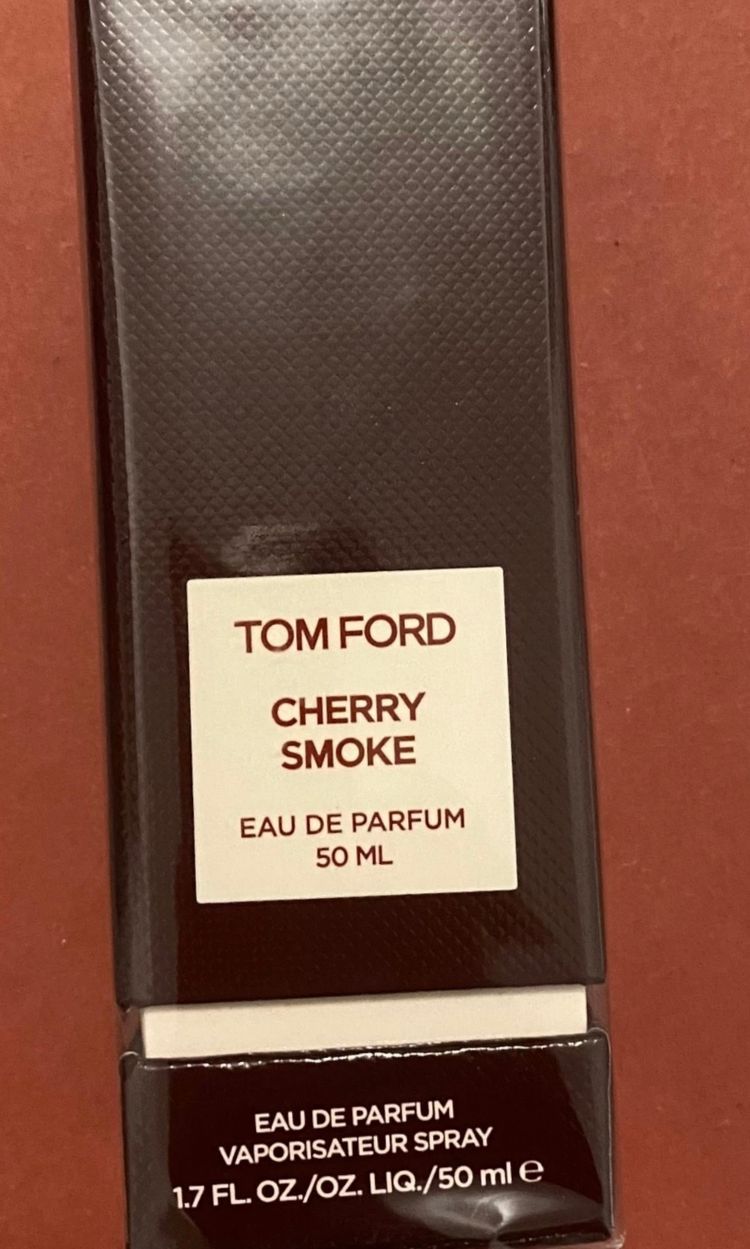 TOM FORD
CHERRY
SMOKE
EAU DE PARFUM
50 ML
EAU DE PARFUM
VAPORISATEUR SPRAY
1.7 FL. OZ./OZ. LIQ./50 ml ℮